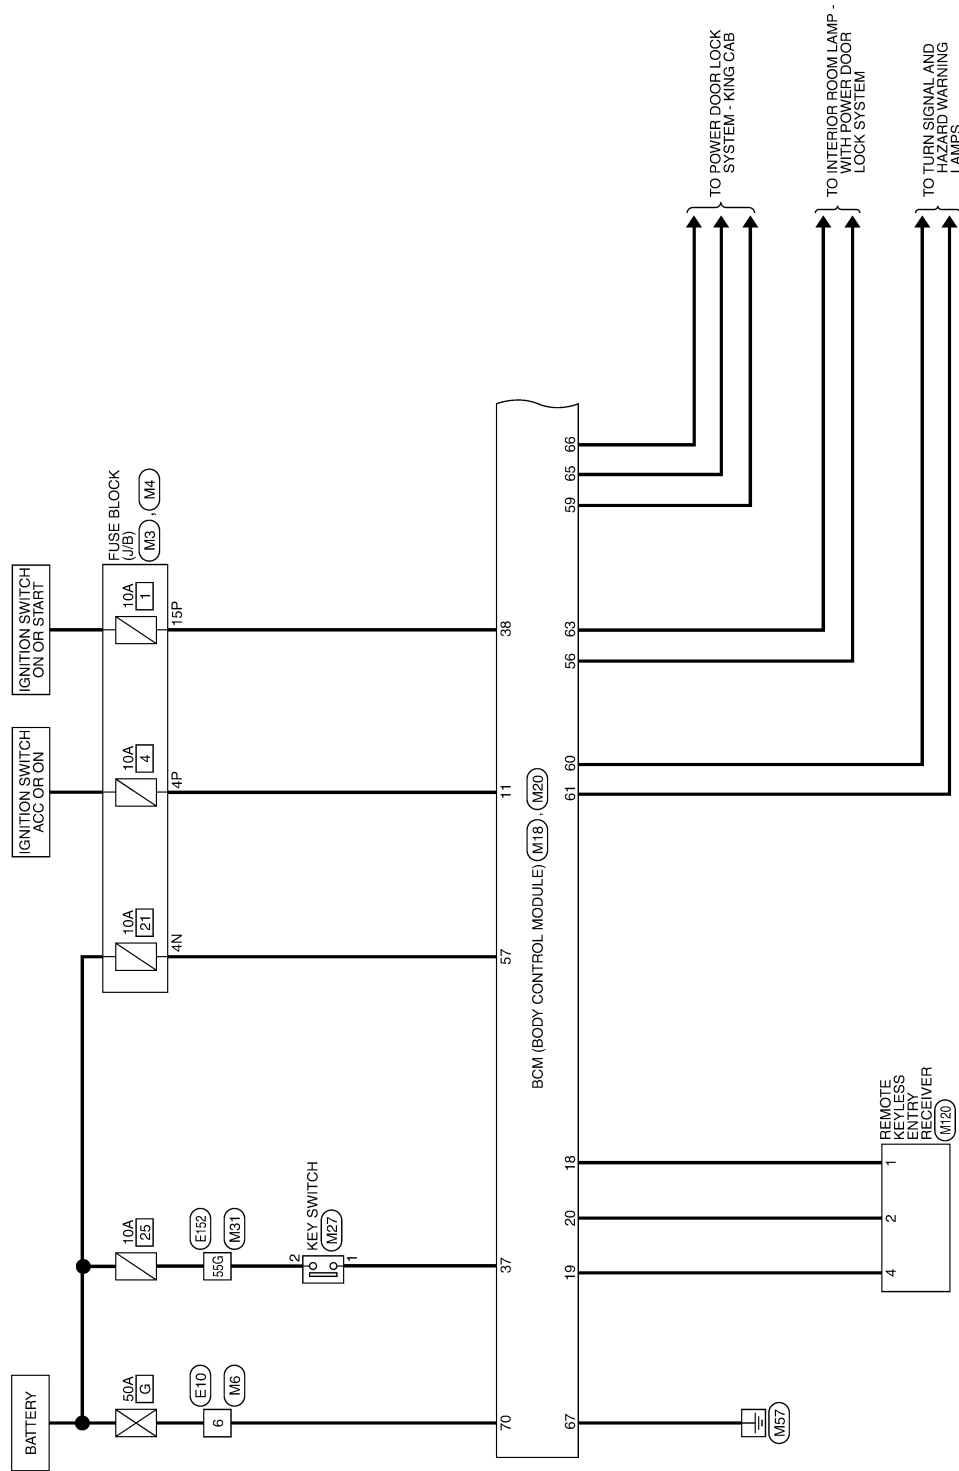 BATTERY
IGNITION SWITCH
ACC OR ON
IGNITION SWITCH
ON OR START
50A
G
10A
25
10A
21
10A
4
10A
1
FUSE BLOCK
(J/B)
M3 , M4
4N
4P
15P
6
E10
M6
55G
E152
M31
2
1
KEY SWITCH
M27
70
37
57
11
38
BCM (BODY CONTROL MODULE) M18 , M20
67
19
20
18
61
60
56
63
59
65
66
M57
4
2
1
REMOTE
KEYLESS
ENTRY
RECEIVER
M120
TO POWER DOOR LOCK
SYSTEM - KING CAB
TO INTERIOR ROOM LAMP -
WITH POWER DOOR
LOCK SYSTEM
TO TURN SIGNAL AND
HAZARD WARNING
LAMPS